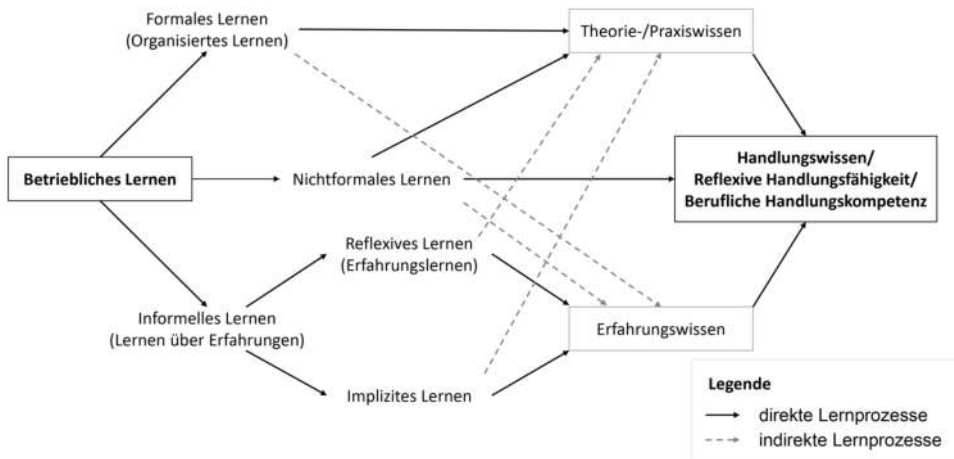 Formales Lernen
(Organisiertes Lernen)
Theorie-/Praxiswissen
Betriebliches Lernen
Nichtformales Lernen
Handlungswissen/
Reflexive Handlungsfähigkeit/
Berufliche Handlungskompetenz
Reflexives Lernen
(Erfahrungslernen)
Informelles Lernen
(Lernen über Erfahrungen)
Erfahrungswissen
Implizites Lernen
Legende
direkte Lernprozesse
indirekte Lernprozesse